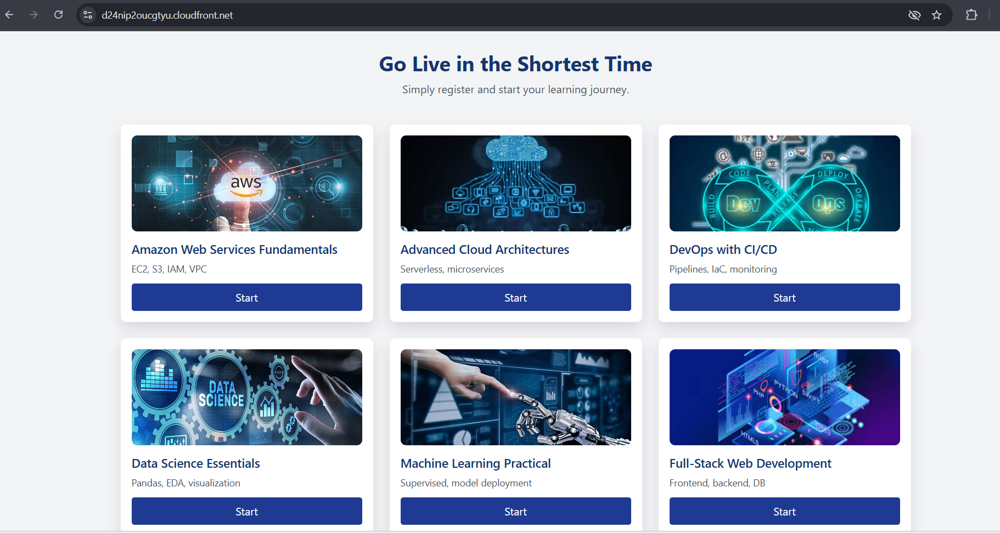 d24nip2oucgtyu.cloudfront.net
Go Live in the Shortest Time
Simply register and start your learning journey.
aws
CODE
DEPLOY
PLAN
RELEASE
BUILD
OPERATE
Dev
Ops
Amazon Web Services Fundamentals
EC2, S3, IAM, VPC
Start
Advanced Cloud Architectures
Serverless, microservices
Start
DevOps with CI/CD
Pipelines, IaC, monitoring
Start
DATA
SCIENCE
RUBY
PYTHON
PHP
SWIFT
HTML5
Data Science Essentials
Pandas, EDA, visualization
Start
Machine Learning Practical
Supervised, model deployment
Start
Full-Stack Web Development
Frontend, backend, DB
Start